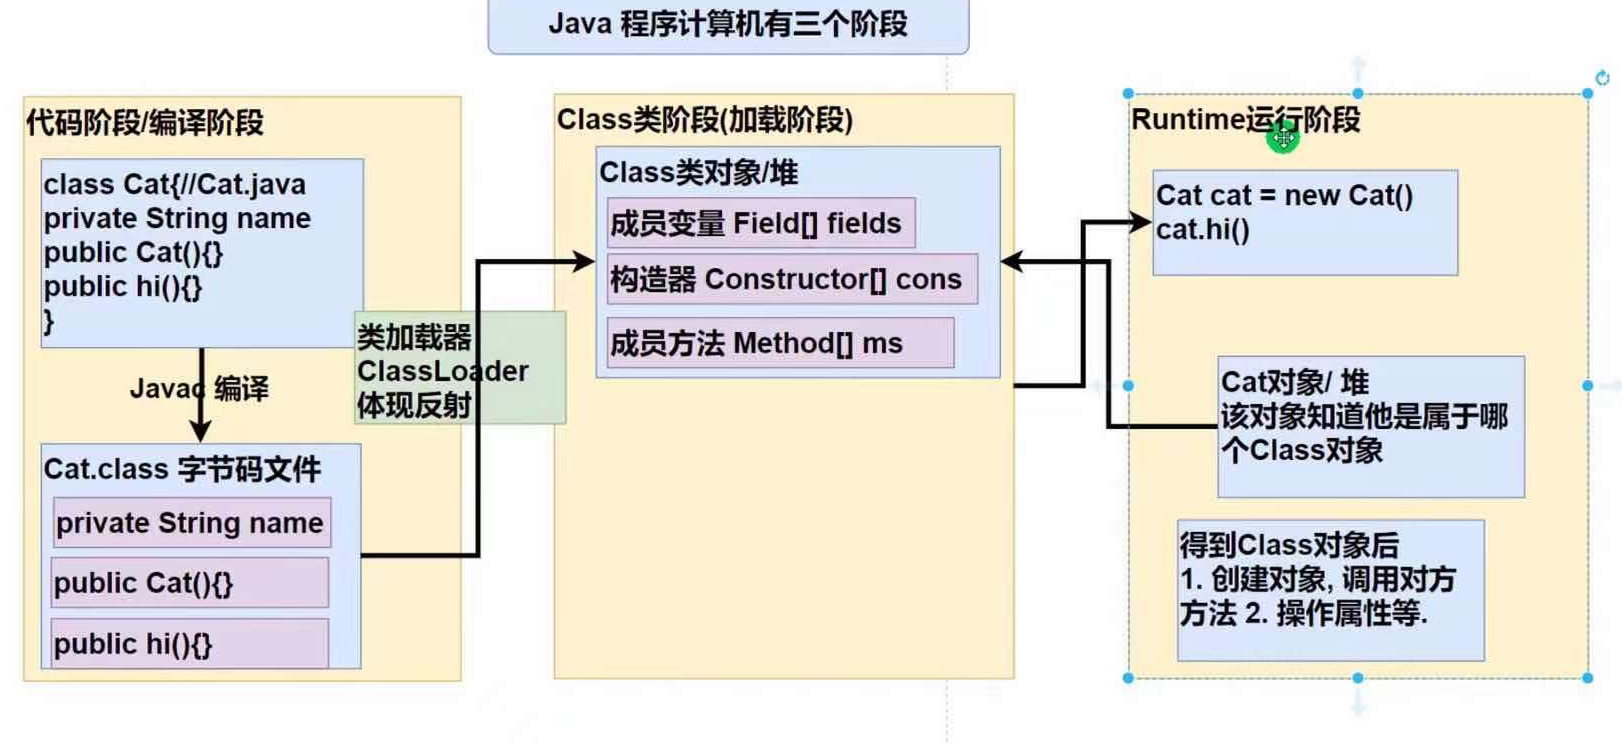 Java 程序计算机有三个阶段
代码阶段/编译阶段
class Cat{//Cat.java
private String name
public Cat(){}
public hi(){}
}
Javac 编译
Cat.class 字节码文件
private String name
public Cat(){}
public hi(){}
类加载器
ClassLoader
体现反射
Class类阶段(加载阶段)
Class类对象/堆
成员变量 Field[] fields
构造器 Constructor[] cons
成员方法 Method[] ms
Runtime运行阶段
Cat cat = new Cat()
cat.hi()
Cat对象/ 堆
该对象知道他是属于哪
个Class对象
得到Class对象后
1. 创建对象, 调用对方
方法 2. 操作属性等.